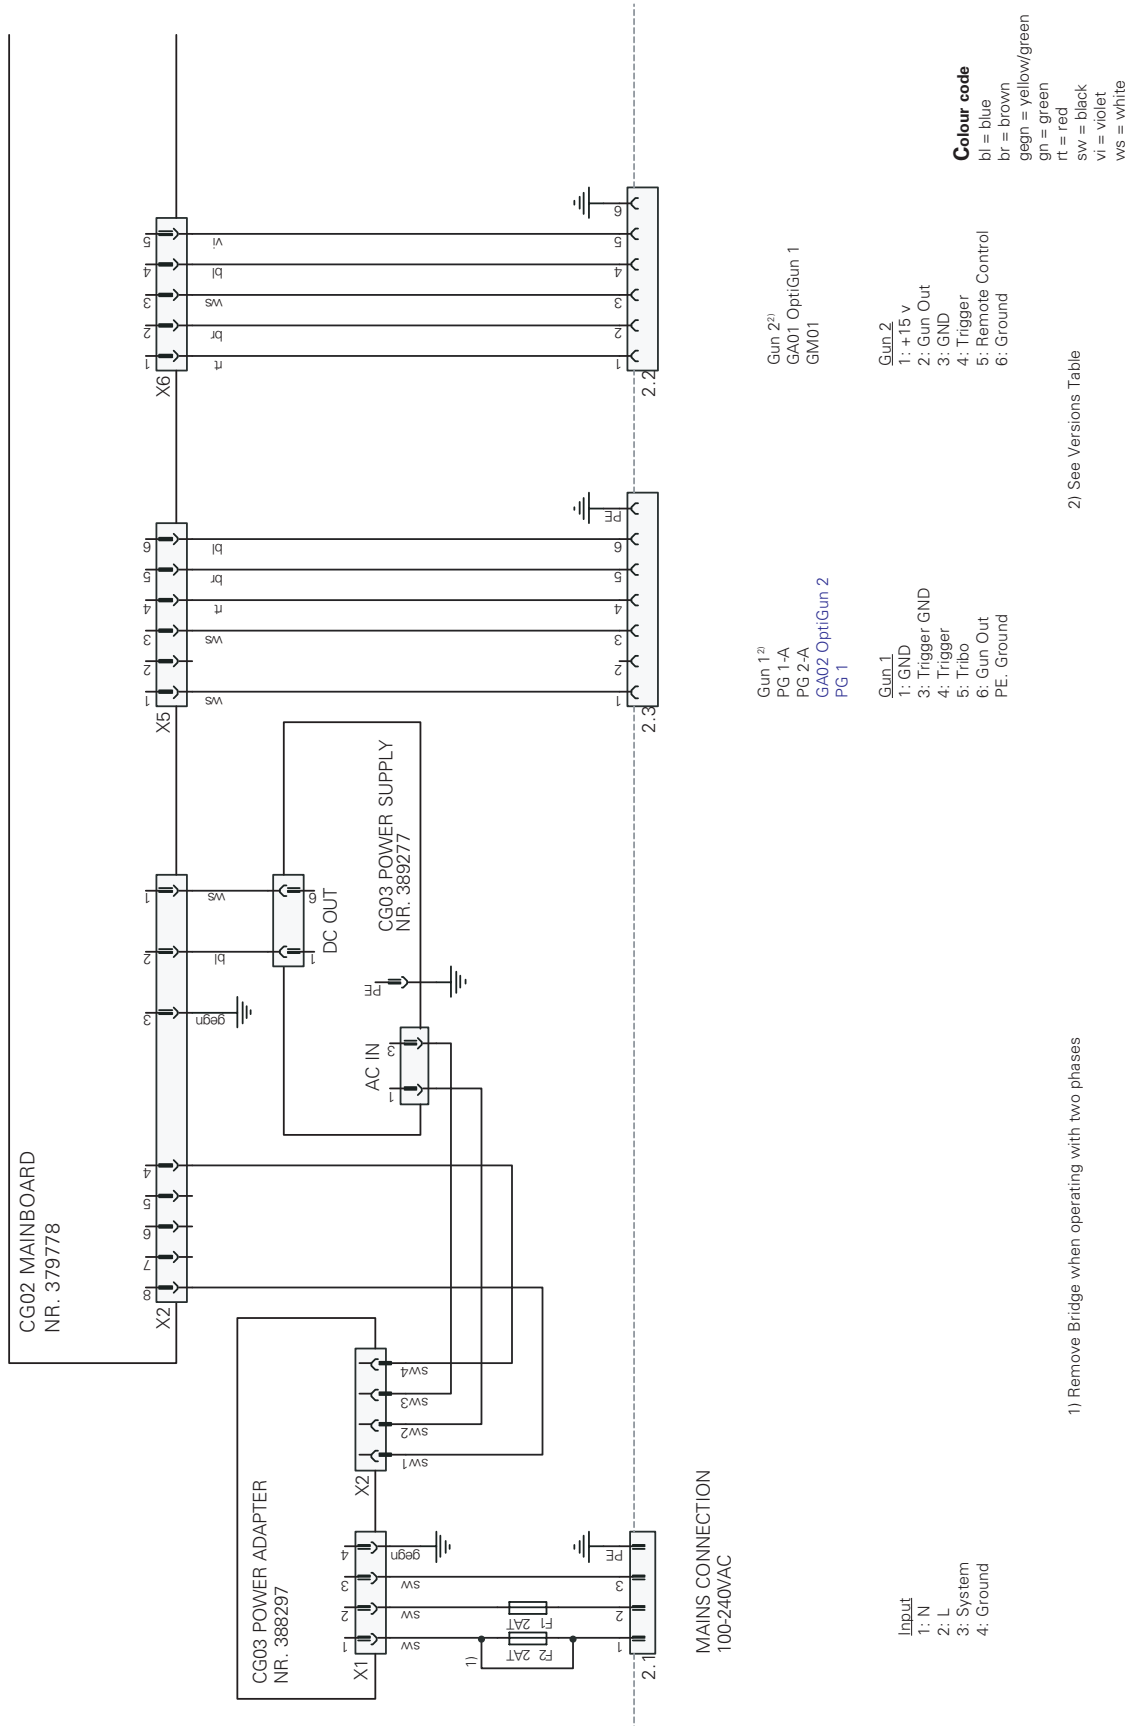 CG02 MAINBOARD
NR. 379778
X2
8
7
6
5
4
3
2
1
gegn
bl
ws
X5
1
2
3
4
5
6
ws
ws
rt
br
bl
X6
1
2
3
4
5
rt
br
ws
bl
vi
CG03 POWER ADAPTER
NR. 388297
X1
1
2
3
4
sw
sw
sw
gegn
X2
sw1
sw2
sw3
sw4
AC IN
1
3
PE
DC OUT
1
6
CG03 POWER SUPPLY
NR. 389277
1)
F2 2AT
F1 2AT
2.1
1
2
3
PE
2.3
1
2
3
4
5
6
PE
2.2
1
2
3
4
5
6
MAINS CONNECTION
100-240VAC
Input
1: N
2: L
3: System
4: Ground
Gun 1²⁾
PG 1-A
PG 2-A
GA02 OptiGun 2
PG 1
Gun 1
1: GND
3: Trigger GND
4: Trigger
5: Tribo
6: Gun Out
PE. Ground
Gun 2²⁾
GA01 OptiGun 1
GM01
Gun 2
1: +15 v
2: Gun Out
3: GND
4: Trigger
5: Remote Control
6: Ground
1) Remove Bridge when operating with two phases
2) See Versions Table
Colour code
bl = blue
br = brown
gegn = yellow/green
gn = green
rt = red
sw = black
vi = violet
ws = white